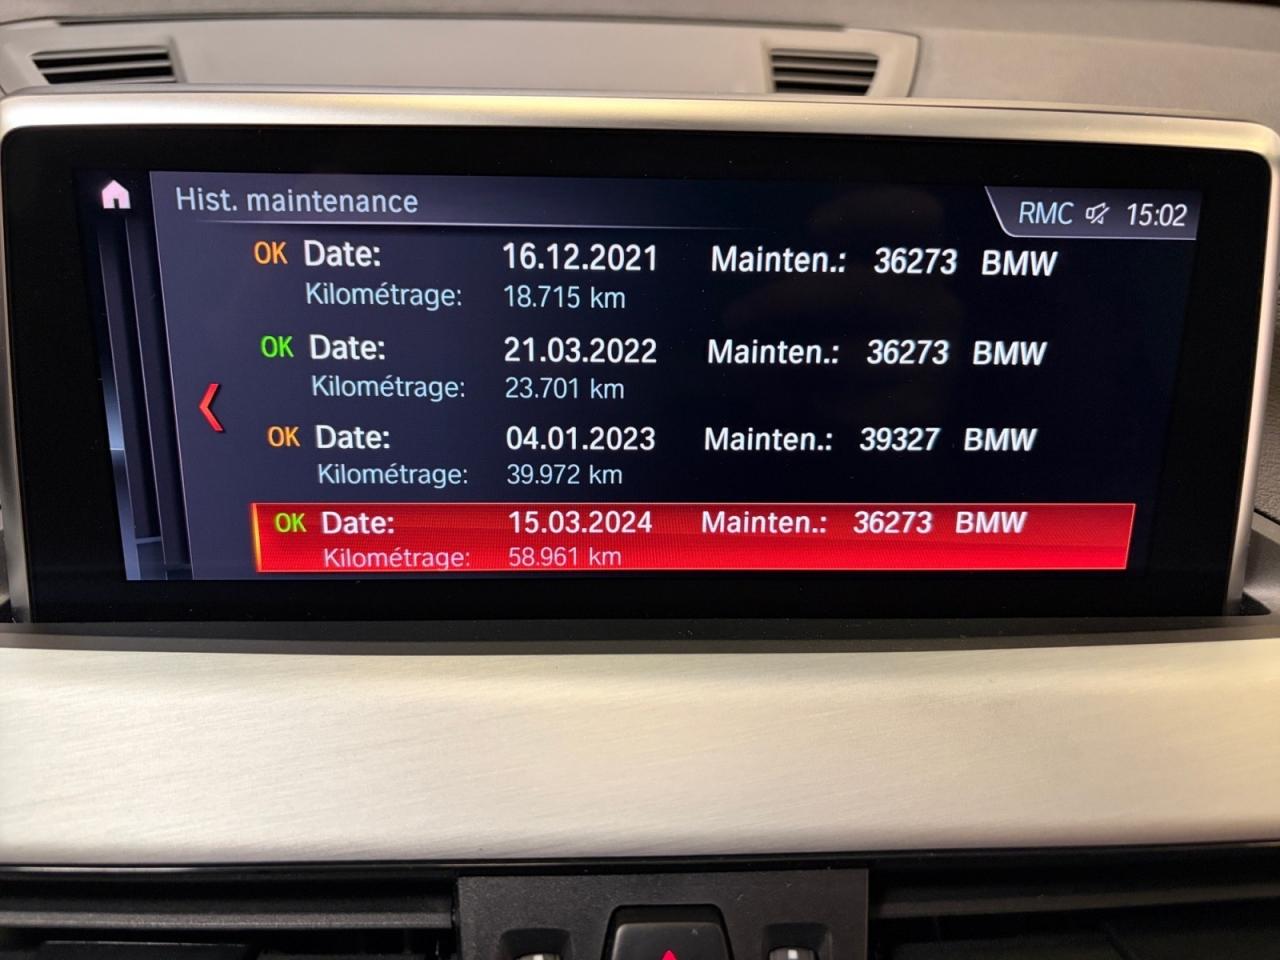 Hist. maintenance
RMC 15:02
OK Date: 16.12.2021 Mainten.: 36273 BMW
Kilométrage: 18.715 km
OK Date: 21.03.2022 Mainten.: 36273 BMW
Kilométrage: 23.701 km
OK Date: 04.01.2023 Mainten.: 39327 BMW
Kilométrage: 39.972 km
OK Date: 15.03.2024 Mainten.: 36273 BMW
Kilométrage: 58.961 km